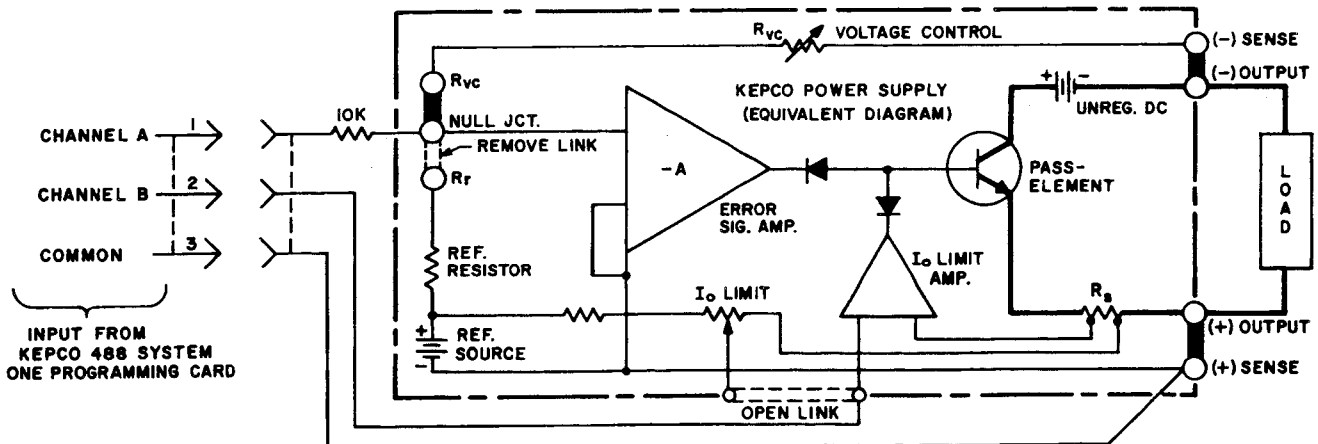 R_VC VOLTAGE CONTROL
(-) SENSE
R_VC
(-) OUTPUT
KEPCO POWER SUPPLY
(EQUIVALENT DIAGRAM)
+ -
UNREG. DC
CHANNEL A 1
10K
NULL JCT.
REMOVE LINK
CHANNEL B 2
R_r
-A
PASS-
ELEMENT
LOAD
ERROR
SIG. AMP.
COMMON 3
REF.
RESISTOR
I_o LIMIT
I_o LIMIT
AMP.
R_s
(+) OUTPUT
+
REF.
SOURCE
-
(+) SENSE
INPUT FROM
KEPCO 488 SYSTEM
ONE PROGRAMMING CARD
OPEN LINK